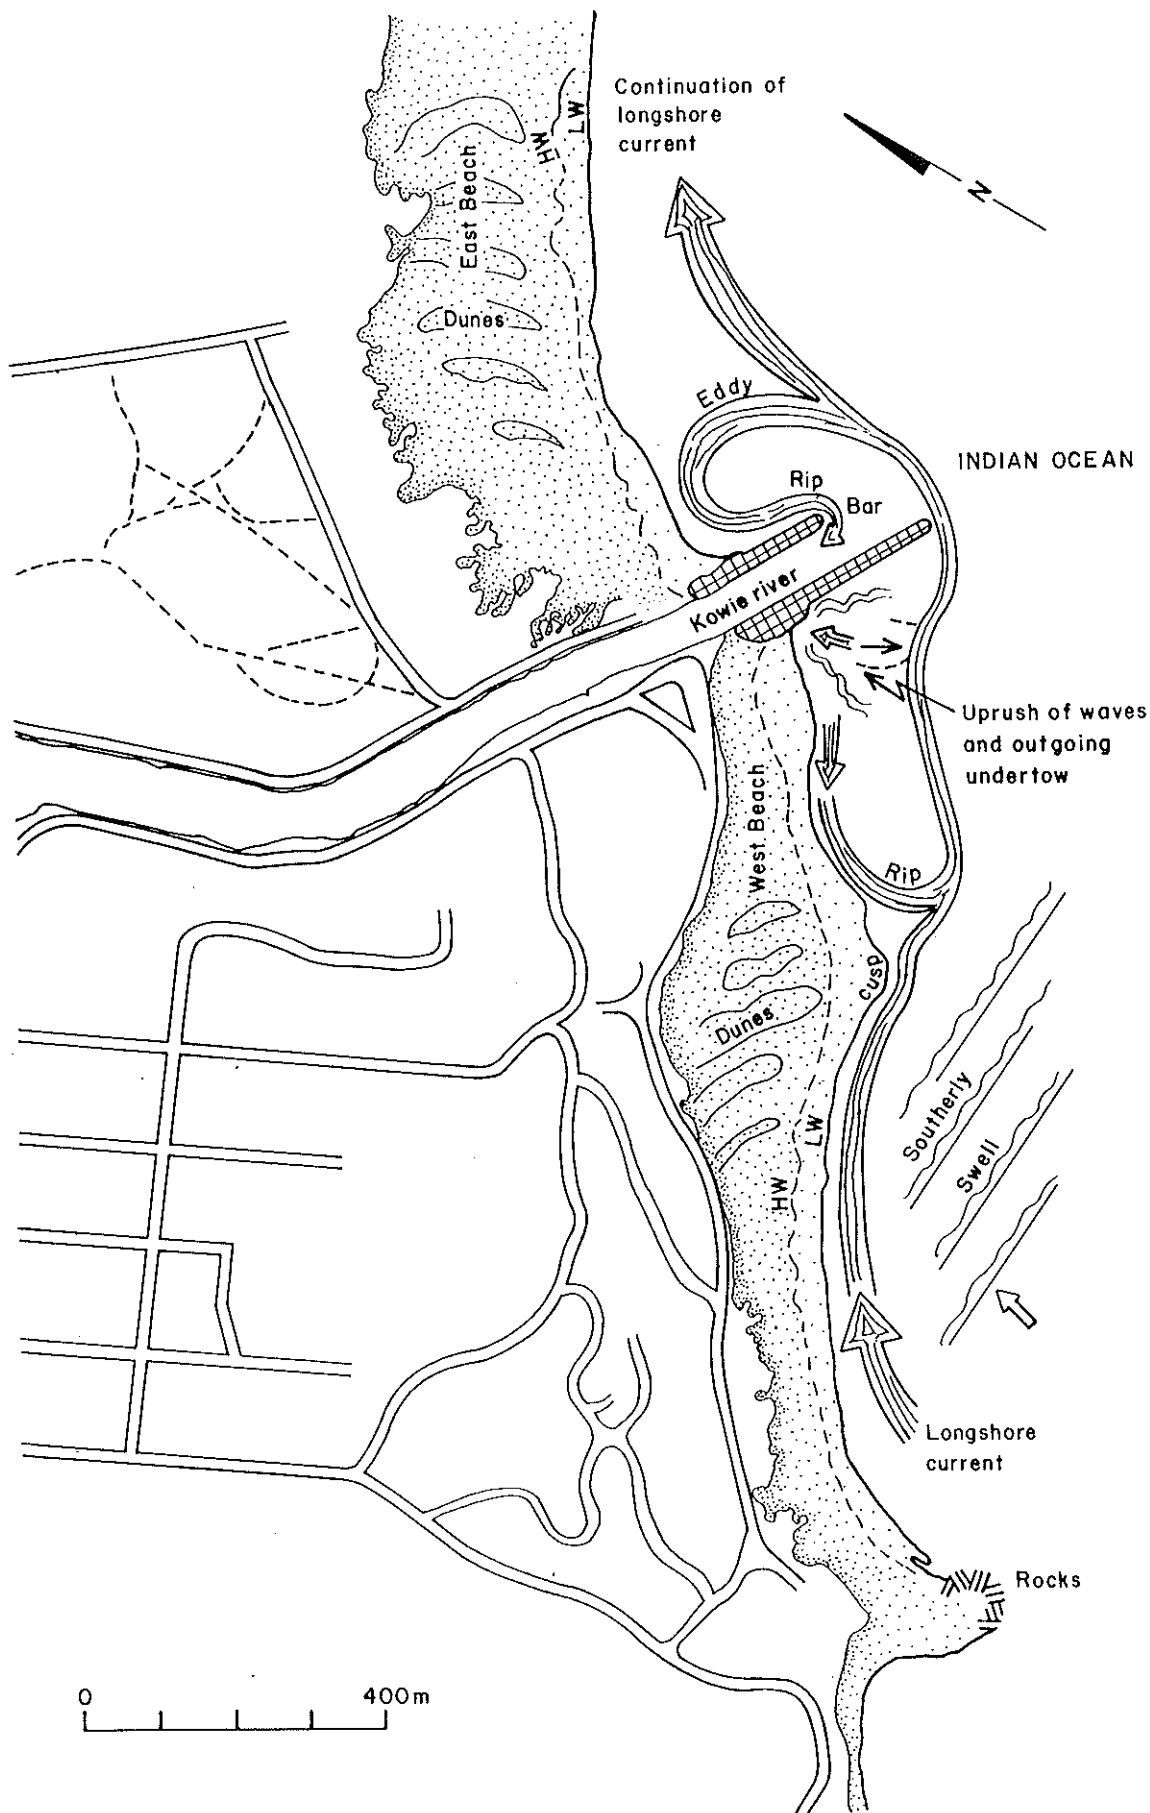 Continuation of
longshore
current
LW
HW
N
East Beach
Dunes
Eddy
INDIAN OCEAN
Rip
Bar
Kowie river
Uprush of waves
and outgoing
undertow
West Beach
Rip
cusp
Dunes
Southerly
Swell
LW
HW
Longshore
current
Rocks
0 400m